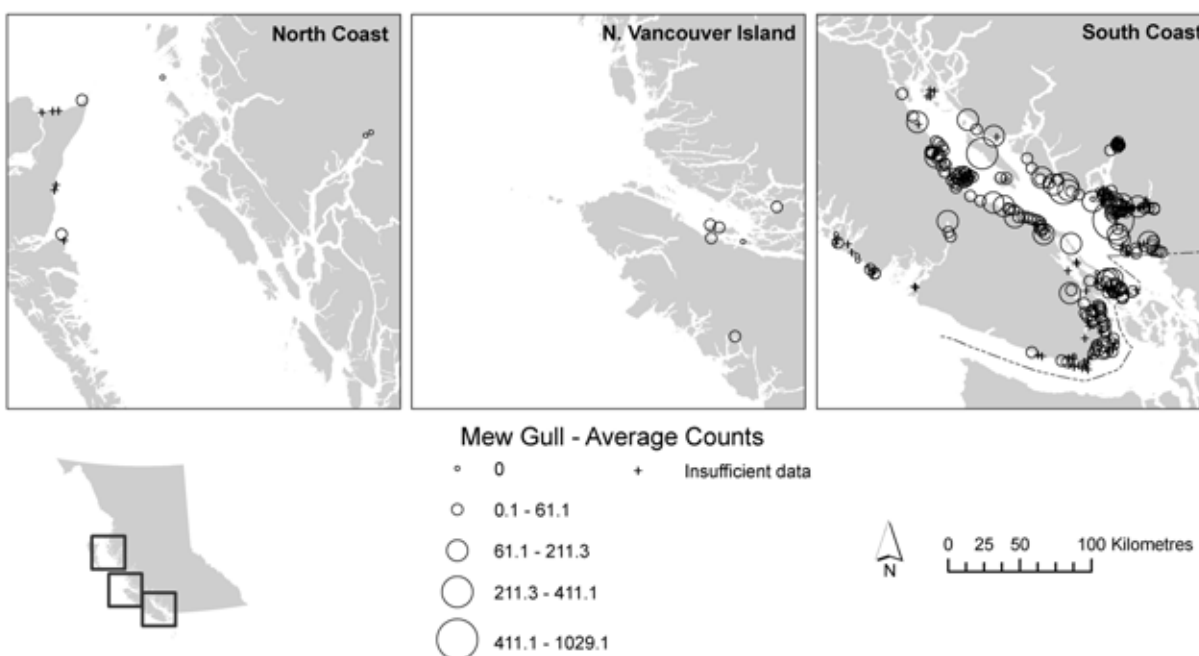 North Coast
N. Vancouver Island
South Coast
Mew Gull - Average Counts
0
+ Insufficient data
0.1 - 61.1
61.1 - 211.3
211.3 - 411.1
411.1 - 1029.1
N
0 25 50 100 Kilometres